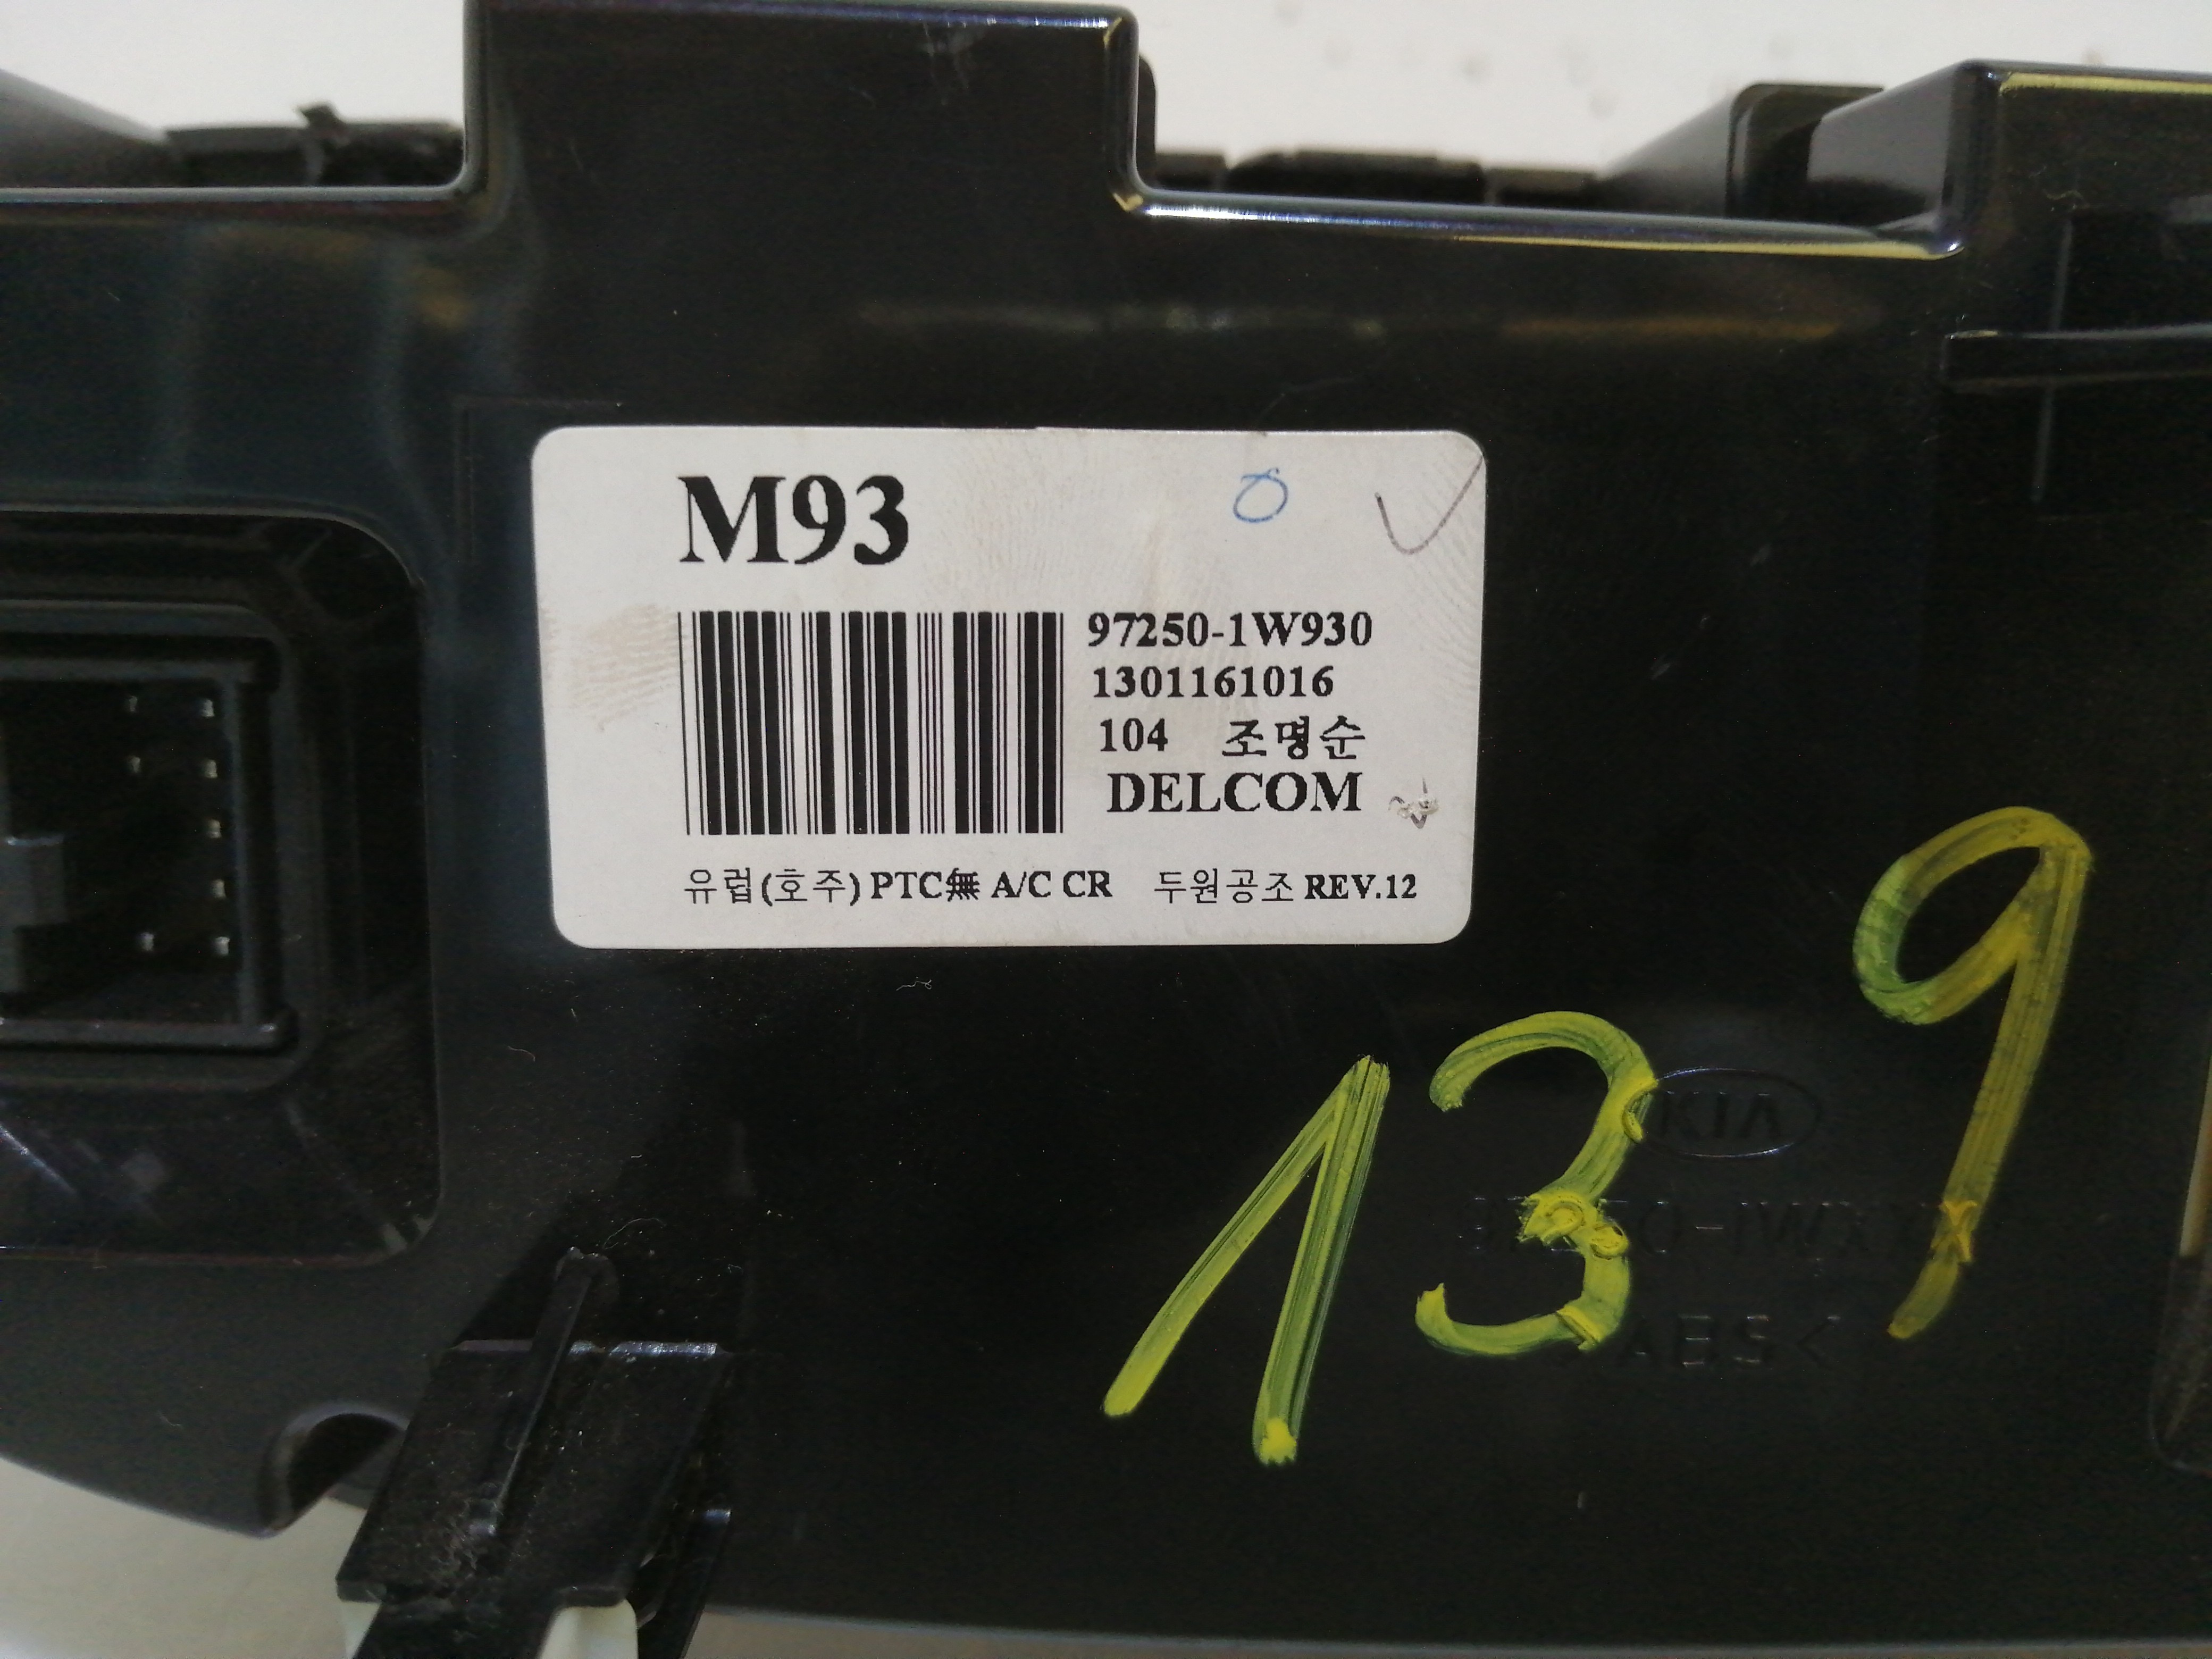 M93
97250-1W930
1301161016
104 조명순
DELCOM
유럽(호주) PTC無 A/C CR 두원공조 REV.12
139
KIA
ABS<